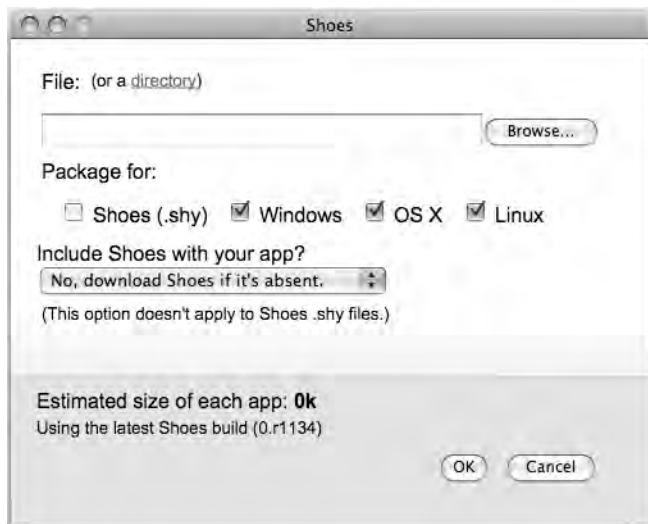 Shoes
File: (or a directory)
Browse...
Package for:
Shoes (.shy) Windows OS X Linux
Include Shoes with your app?
No, download Shoes if it's absent.
(This option doesn't apply to Shoes .shy files.)
Estimated size of each app: 0k
Using the latest Shoes build (0.r1134)
OK Cancel